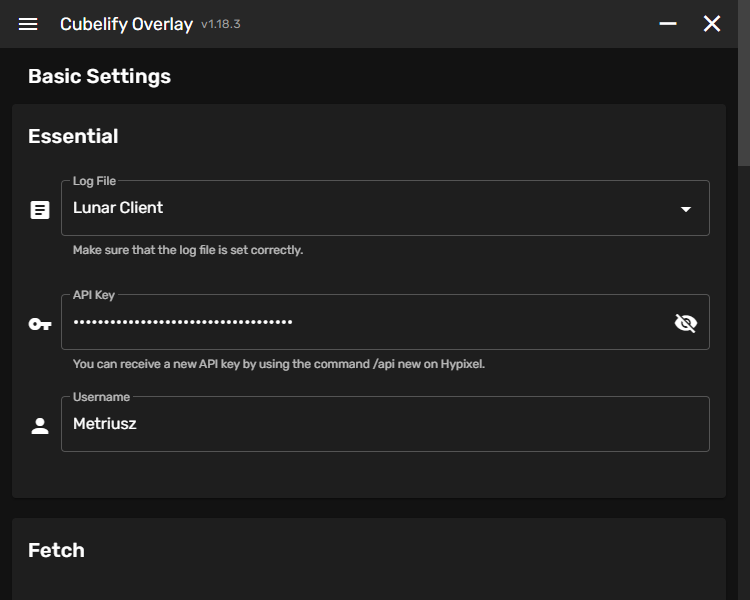 Cubelify Overlay v1.18.3
Basic Settings
Essential
Log File
Lunar Client
Make sure that the log file is set correctly.
API Key
••••••••••••••••••••••••••••••••••••
You can receive a new API key by using the command /api new on Hypixel.
Username
Metriusz
Fetch